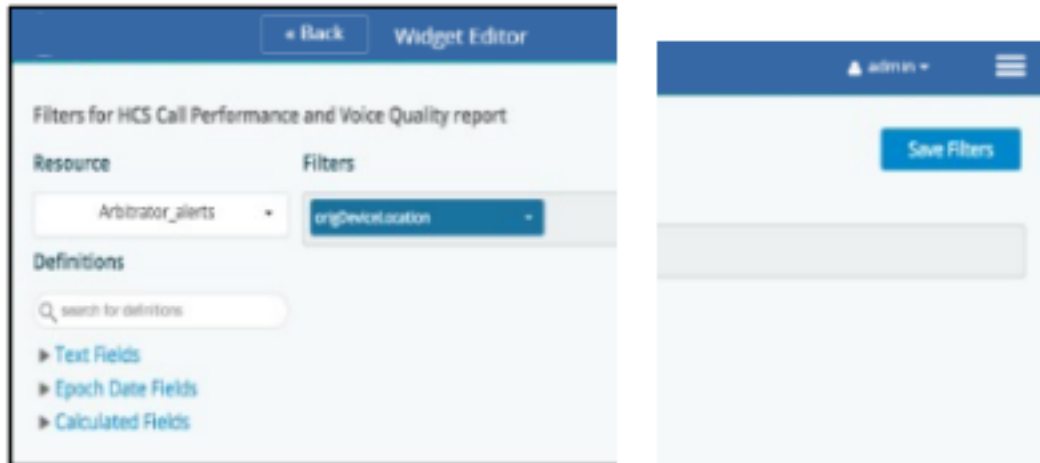 « Back
Widget Editor
admin
Filters for HCS Call Performance and Voice Quality report
Save Filters
Resource
Filters
Arbitrator_alerts
origDeviceLocation
Definitions
search for definitions
Text Fields
Epoch Date Fields
Calculated Fields